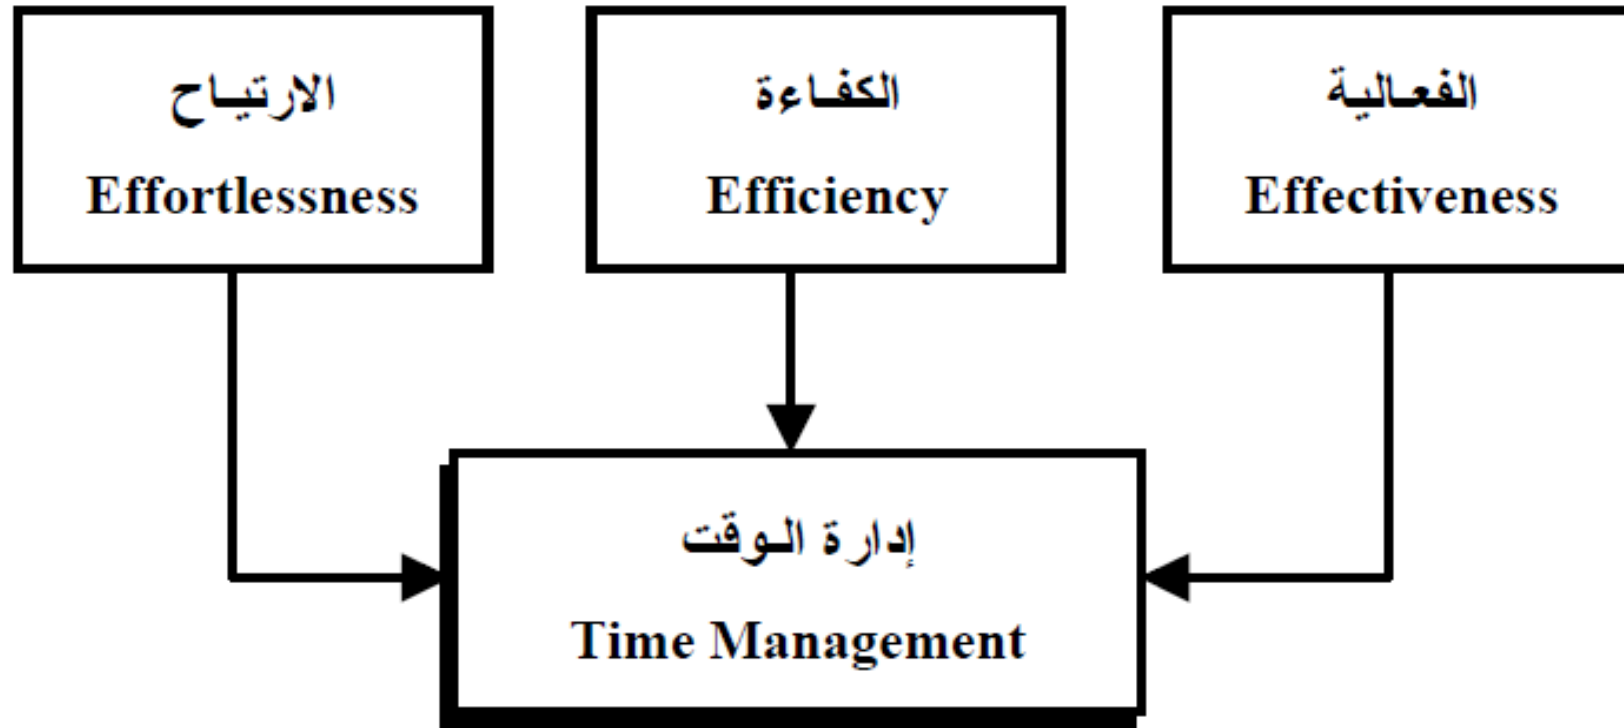 الارتياح
Effortlessness
الكفاءة
Efficiency
الفعالية
Effectiveness
إدارة الوقت
Time Management